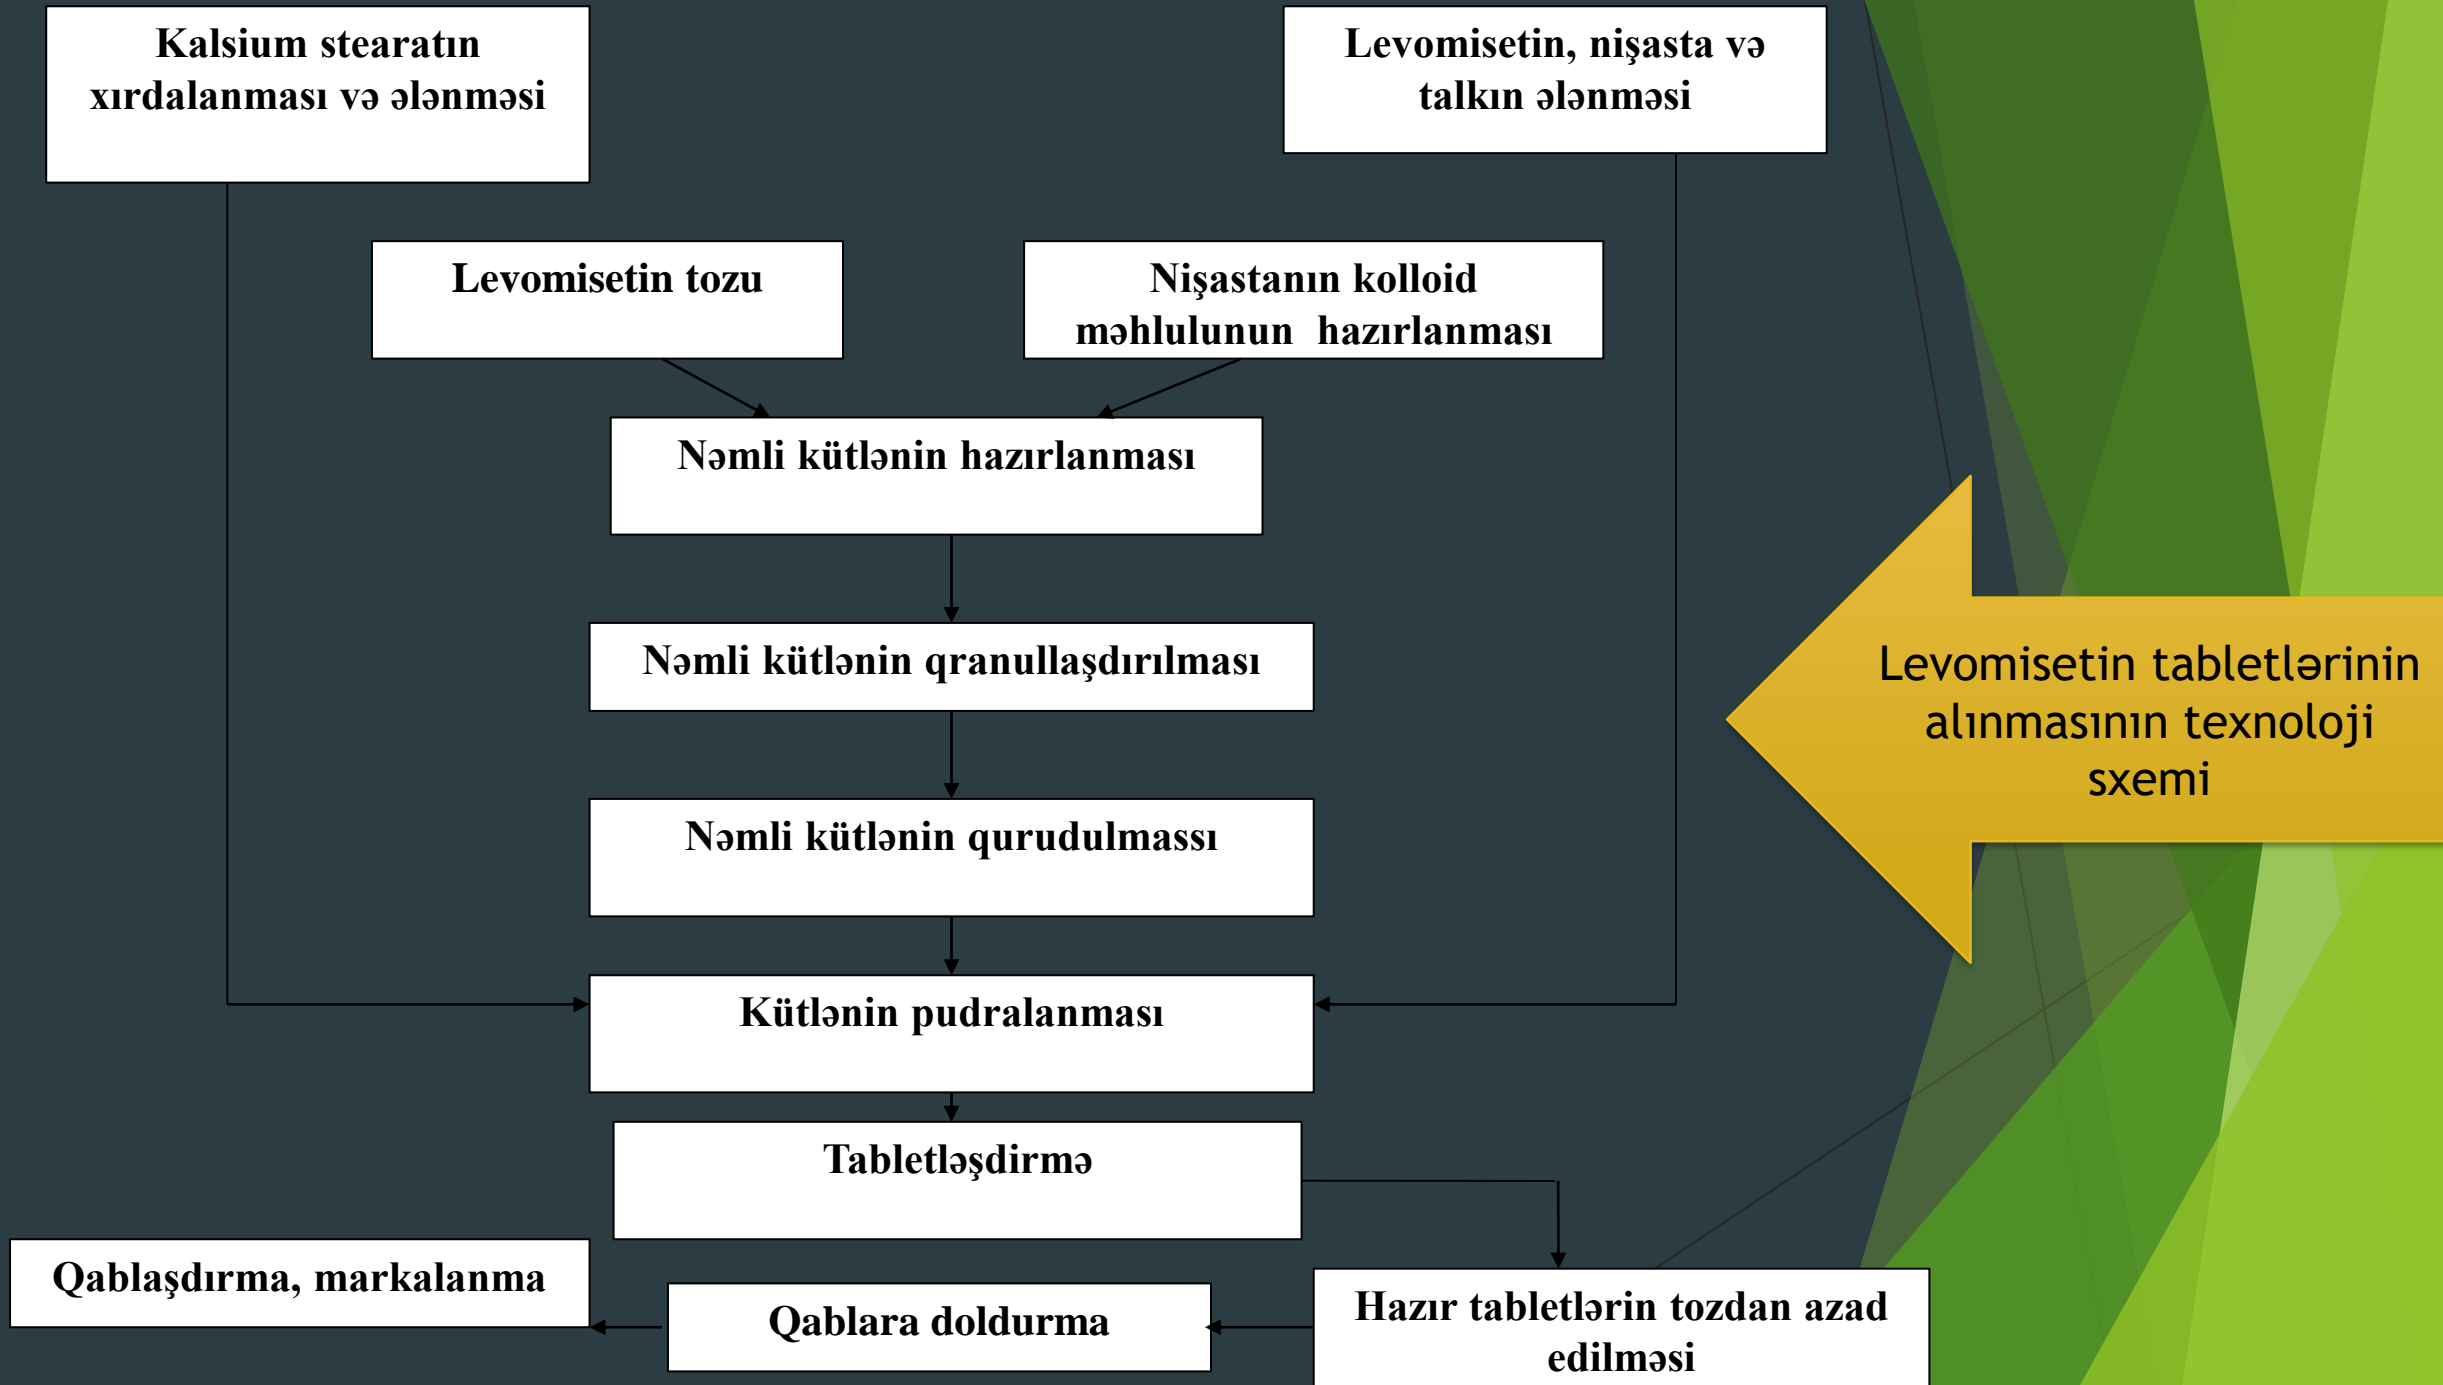 Kalsium stearatın
xırdalanması və ələnməsi
Levomisetin, nişasta və
talkın ələnməsi
Levomisetin tozu
Nişastanın kolloid
məhlulunun hazırlanması
Nəmli kütlənin hazırlanması
Nəmli kütlənin qranullaşdırılması
Nəmli kütlənin qurudulmassı
Kütlənin pudralanması
Tabletləşdirmə
Hazır tabletlərin tozdan azad
edilməsi
Qablara doldurma
Qablaşdırma, markalanma
Levomisetin tabletlərinin
alınmasının texnoloji
sxemi